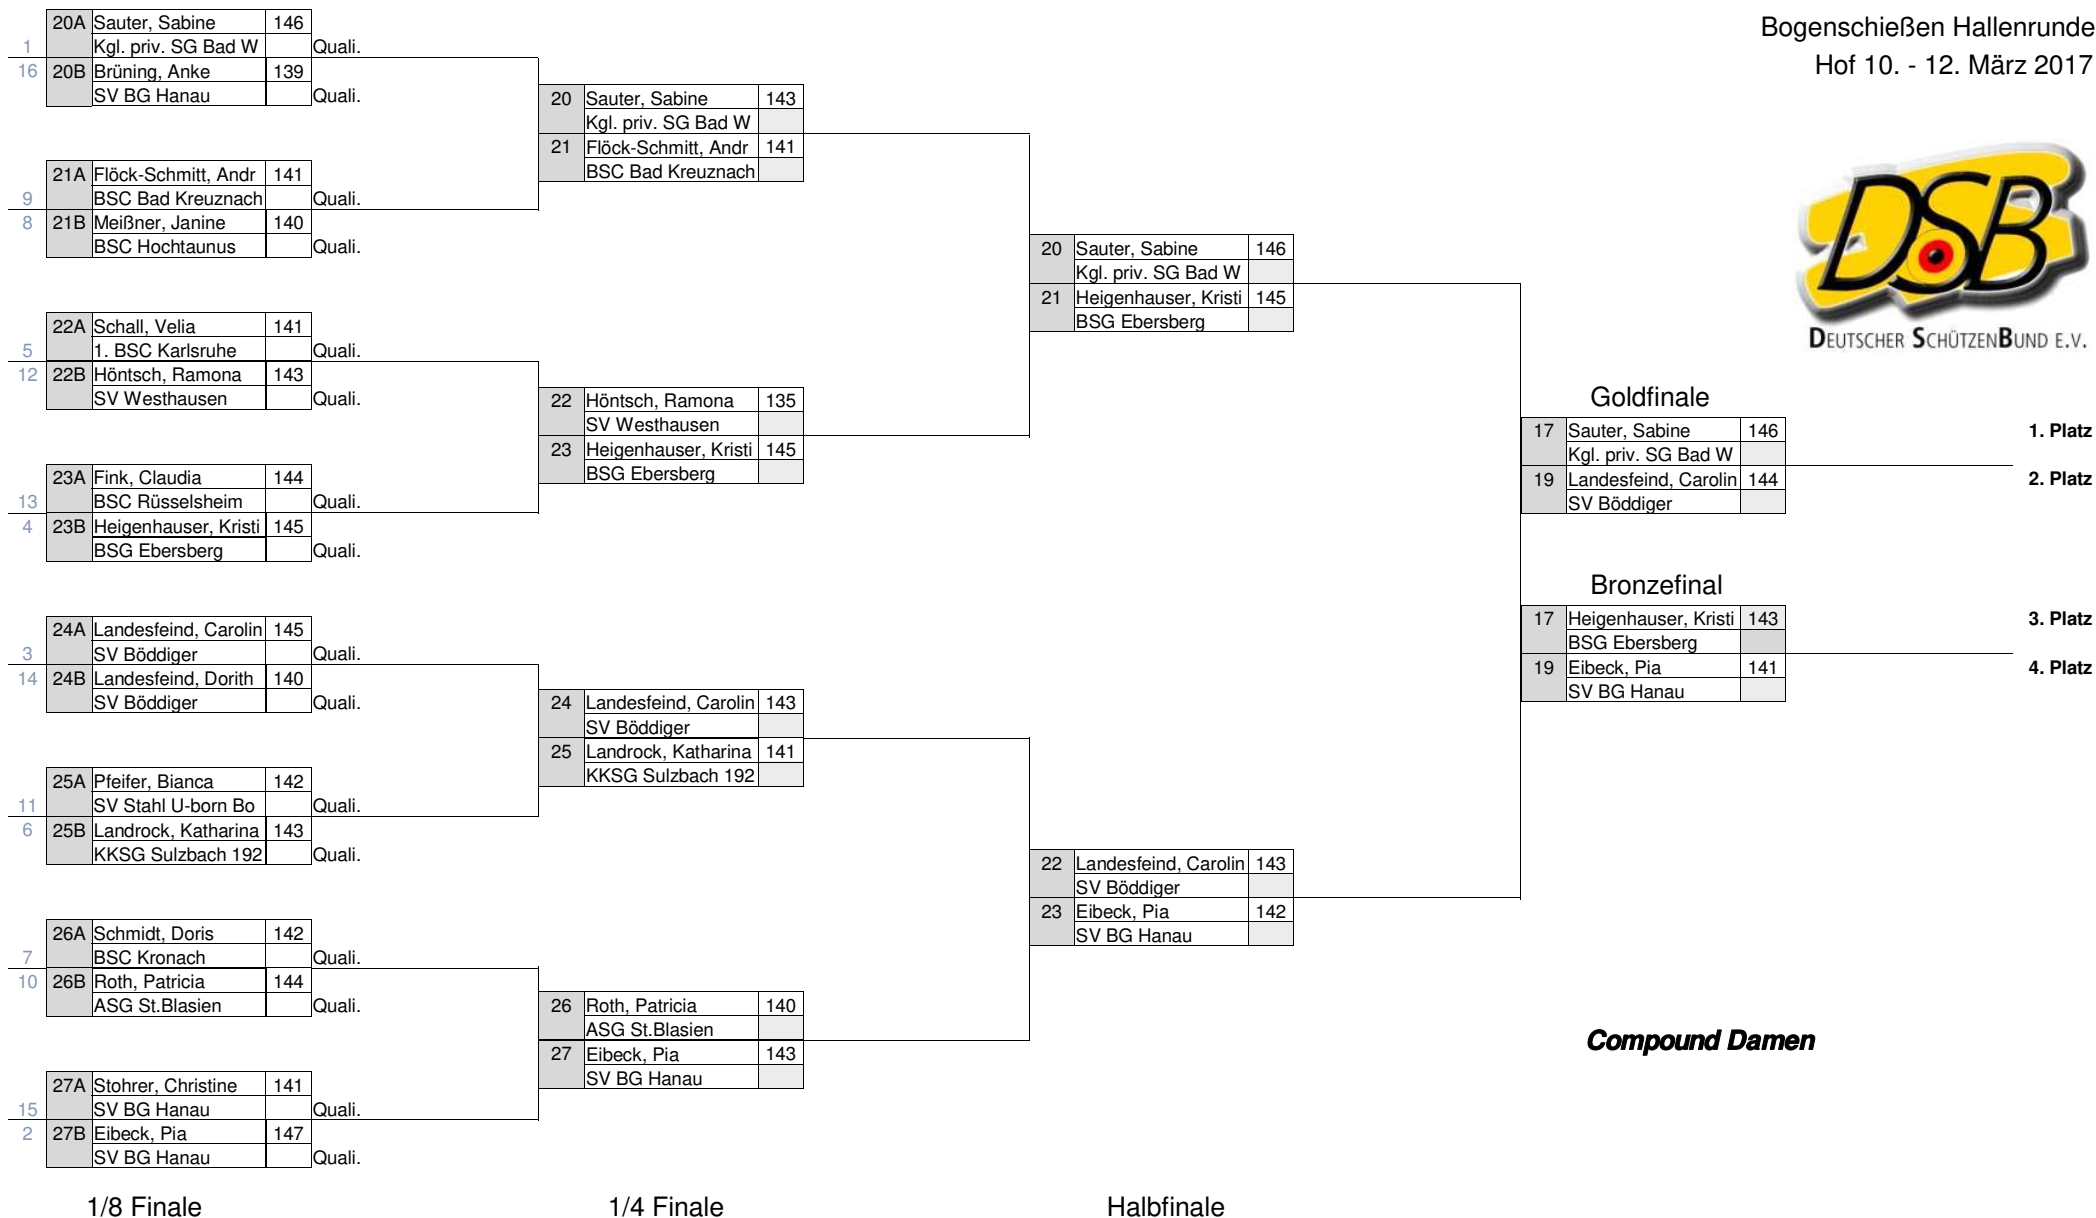 Bogenschießen Hallenrunde
Hof 10. - 12. März 2017
DSB
DEUTSCHER SCHÜTZENBUND E.V.
20A Sauter, Sabine 146
1 Kgl. priv. SG Bad W Quali.
16 20B Brüning, Anke 139
SV BG Hanau Quali.
21A Flöck-Schmitt, Andr 141
9 BSC Bad Kreuznach Quali.
8 21B Meißner, Janine 140
BSC Hochtaunus Quali.
22A Schall, Velia 141
5 1. BSC Karlsruhe Quali.
12 22B Höntsch, Ramona 143
SV Westhausen Quali.
23A Fink, Claudia 144
13 BSC Rüsselsheim Quali.
4 23B Heigenhauser, Kristi 145
BSG Ebersberg Quali.
24A Landesfeind, Carolin 145
3 SV Böddiger Quali.
14 24B Landesfeind, Dorith 140
SV Böddiger Quali.
25A Pfeifer, Bianca 142
11 SV Stahl U-born Bo Quali.
6 25B Landrock, Katharina 143
KKSG Sulzbach 192 Quali.
26A Schmidt, Doris 142
7 BSC Kronach Quali.
10 26B Roth, Patricia 144
ASG St.Blasien Quali.
27A Stohrer, Christine 141
15 SV BG Hanau Quali.
2 27B Eibeck, Pia 147
SV BG Hanau Quali.
1/8 Finale
20 Sauter, Sabine 143
Kgl. priv. SG Bad W
21 Flöck-Schmitt, Andr 141
BSC Bad Kreuznach
22 Höntsch, Ramona 135
SV Westhausen
23 Heigenhauser, Kristi 145
BSG Ebersberg
24 Landesfeind, Carolin 143
SV Böddiger
25 Landrock, Katharina 141
KKSG Sulzbach 192
26 Roth, Patricia 140
ASG St.Blasien
27 Eibeck, Pia 143
SV BG Hanau
1/4 Finale
20 Sauter, Sabine 146
Kgl. priv. SG Bad W
21 Heigenhauser, Kristi 145
BSG Ebersberg
22 Landesfeind, Carolin 143
SV Böddiger
23 Eibeck, Pia 142
SV BG Hanau
Halbfinale
Goldfinale
17 Sauter, Sabine 146 1. Platz
Kgl. priv. SG Bad W
19 Landesfeind, Carolin 144 2. Platz
SV Böddiger
Bronzefinal
17 Heigenhauser, Kristi 143 3. Platz
BSG Ebersberg
19 Eibeck, Pia 141 4. Platz
SV BG Hanau
Compound Damen